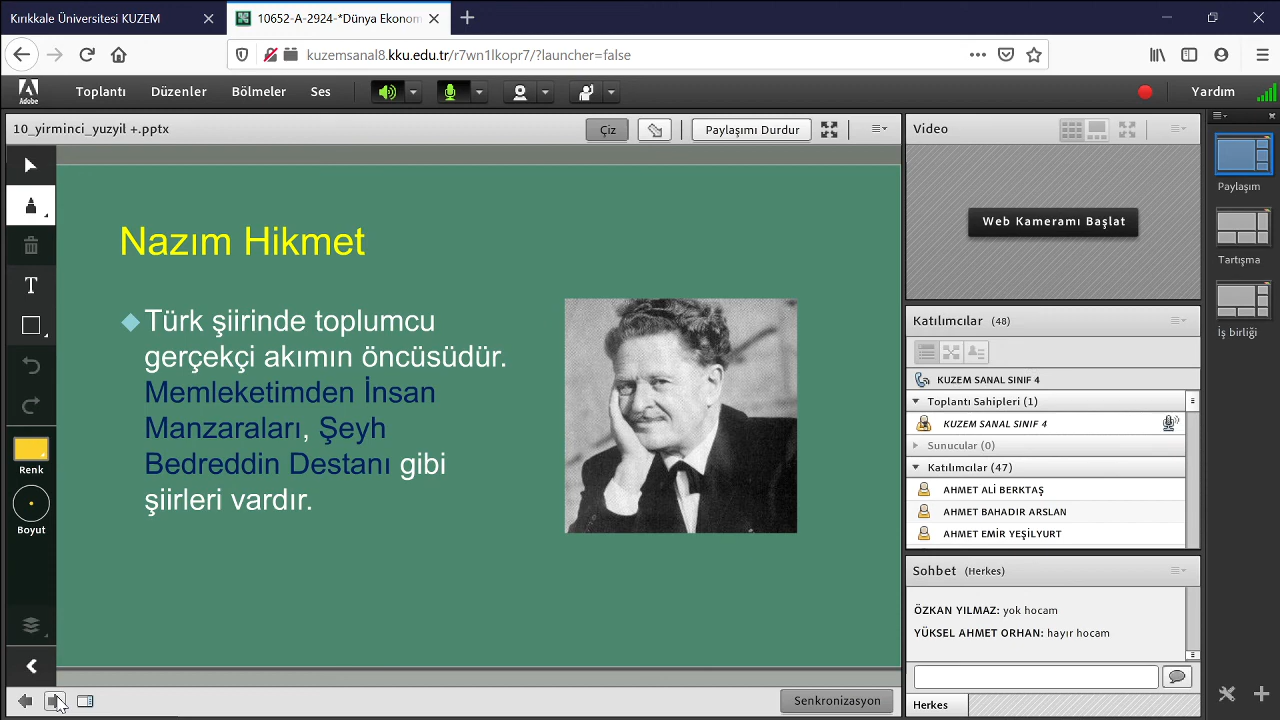 Kırıkkale Üniversitesi KUZEM
10652-A-2924-*Dünya Ekonom
kuzemsanal8.kku.edu.tr/r7wn1lkopr7/?launcher=false
Adobe
Toplantı
Düzenler
Bölmeler
Ses
Yardım
10_yirminci_yuzyil +.pptx
Çiz
Paylaşımı Durdur
T
Renk
Boyut
Nazım Hikmet
Türk şiirinde toplumcu
gerçekçi akımın öncüsüdür.
Memleketimden İnsan
Manzaraları, Şeyh
Bedreddin Destanı gibi
şiirleri vardır.
Senkronizasyon
Video
Web Kameramı Başlat
Katılımcılar (48)
KUZEM SANAL SINIF 4
Toplantı Sahipleri (1)
KUZEM SANAL SINIF 4
Sunucular (0)
Katılımcılar (47)
AHMET ALİ BERKTAŞ
AHMET BAHADIR ARSLAN
AHMET EMİR YEŞİLYURT
Sohbet (Herkes)
ÖZKAN YILMAZ: yok hocam
YÜKSEL AHMET ORHAN: hayır hocam
Herkes
Paylaşım
Tartışma
İş birliği